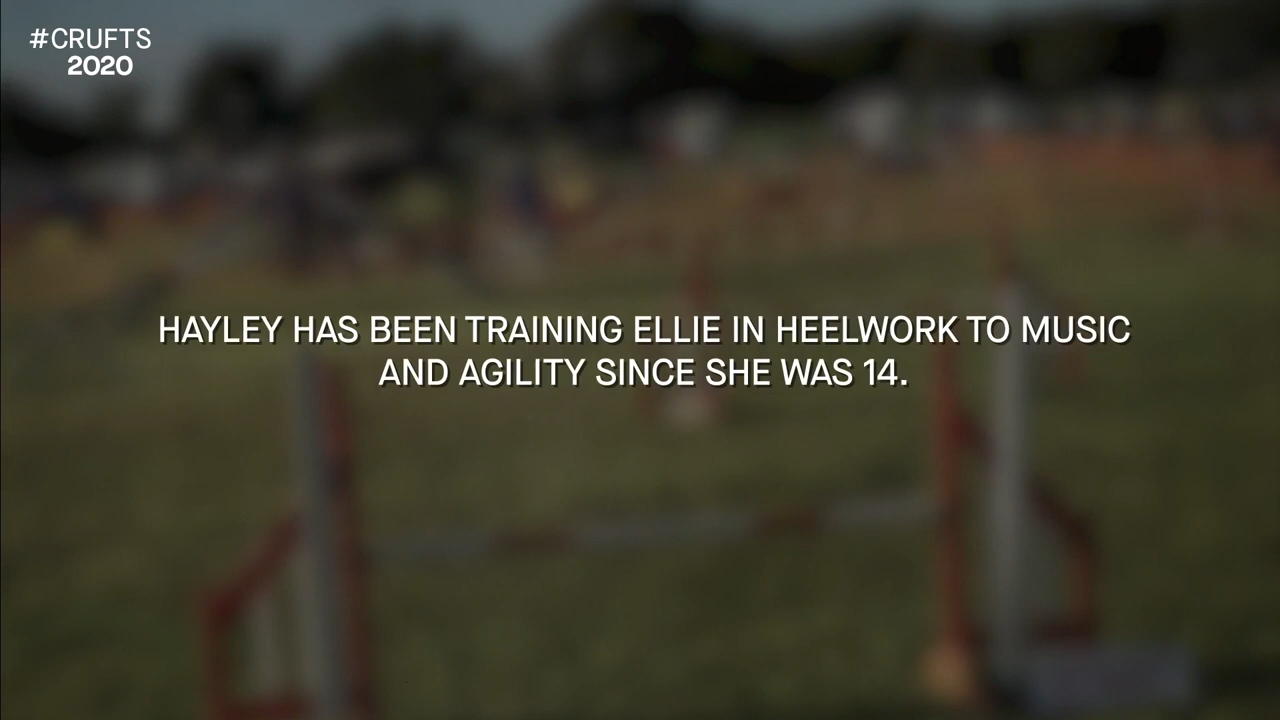 #CRUFTS
2020
HAYLEY HAS BEEN TRAINING ELLIE IN HEELWORK TO MUSIC
AND AGILITY SINCE SHE WAS 14.